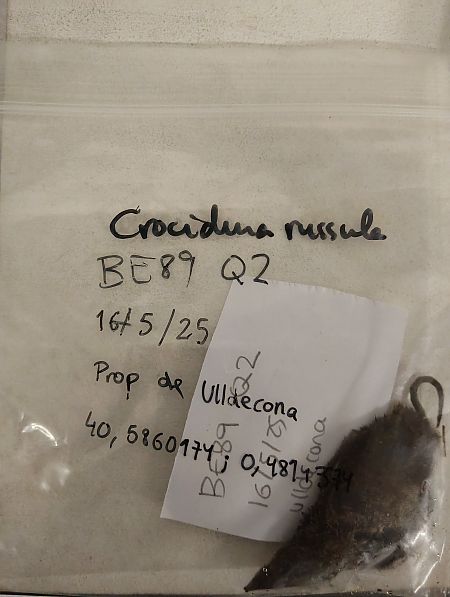 Crocidura russula
BE89 Q2
16/5/25
Prop de Ulldecona
40,5860174; 0,4814574
BE89 Q2
16/5/25
Ulldecona